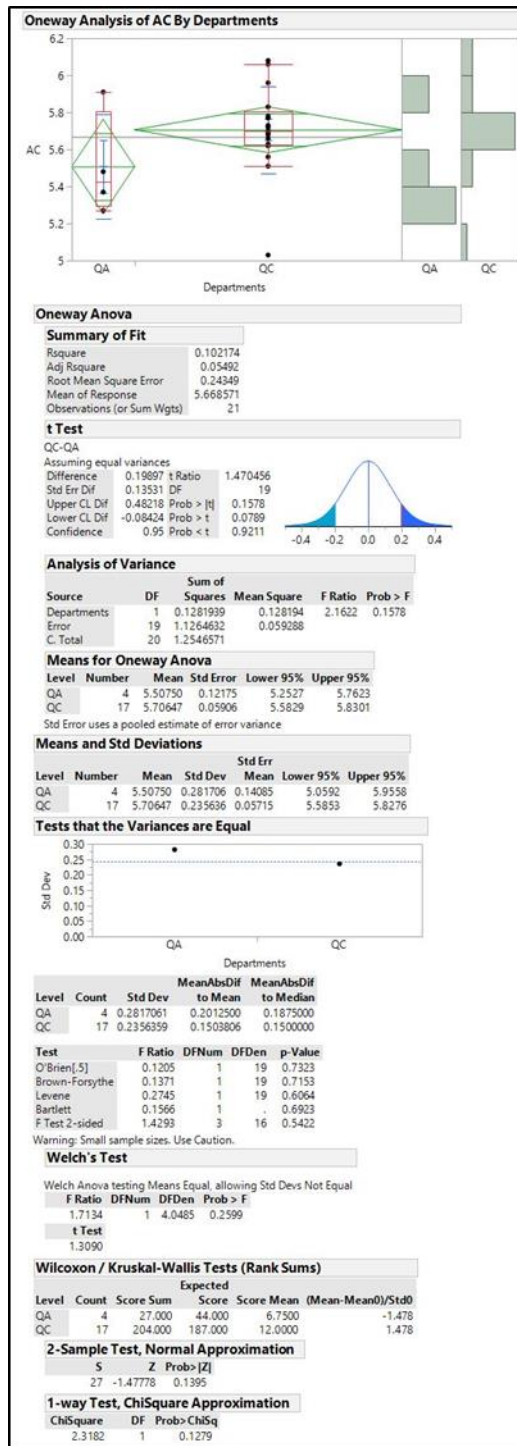 Oneway Analysis of AC By Departments
6.2
6
5.8
5.6
5.4
5.2
5
AC
QA QC QA QC
Departments
Oneway Anova
Summary of Fit
Rsquare 0.102174
Adj Rsquare 0.05492
Root Mean Square Error 0.24349
Mean of Response 5.668571
Observations (or Sum Wgts) 21
t Test
QC-QA
Assuming equal variances
Difference 0.19897 t Ratio 1.470456
Std Err Dif 0.13531 DF 19
Upper CL Dif 0.48218 Prob > |t| 0.1578
Lower CL Dif -0.08424 Prob > t 0.0789
Confidence 0.95 Prob < t 0.9211
-0.4 -0.2 0.0 0.2 0.4
Analysis of Variance
Sum of
Source DF Squares Mean Square F Ratio Prob > F
Departments 1 0.1281939 0.128194 2.1622 0.1578
Error 19 1.1264632 0.059288
C. Total 20 1.2546571
Means for Oneway Anova
Level Number Mean Std Error Lower 95% Upper 95%
QA 4 5.50750 0.12175 5.2527 5.7623
QC 17 5.70647 0.05906 5.5829 5.8301
Std Error uses a pooled estimate of error variance
Means and Std Deviations
Std Err
Level Number Mean Std Dev Mean Lower 95% Upper 95%
QA 4 5.50750 0.281706 0.14085 5.0592 5.9558
QC 17 5.70647 0.235636 0.05715 5.5853 5.8276
Tests that the Variances are Equal
0.30
0.25
0.20
0.15
0.10
0.05
0.00
Std Dev
QA QC
Departments
MeanAbsDif MeanAbsDif
Level Count Std Dev to Mean to Median
QA 4 0.2817061 0.2012500 0.1875000
QC 17 0.2356359 0.1503806 0.1500000
Test F Ratio DFNum DFDen p-Value
O'Brien[.5] 0.1205 1 19 0.7323
Brown-Forsythe 0.1371 1 19 0.7153
Levene 0.2745 1 19 0.6064
Bartlett 0.1566 1 . 0.6923
F Test 2-sided 1.4293 3 16 0.5422
Warning: Small sample sizes. Use Caution.
Welch's Test
Welch Anova testing Means Equal, allowing Std Devs Not Equal
F Ratio DFNum DFDen Prob > F
1.7134 1 4.0485 0.2599
t Test
1.3090
Wilcoxon / Kruskal-Wallis Tests (Rank Sums)
Expected
Level Count Score Sum Score Score Mean (Mean-Mean0)/Std0
QA 4 27.000 44.000 6.7500 -1.478
QC 17 204.000 187.000 12.0000 1.478
2-Sample Test, Normal Approximation
S Z Prob>|Z|
27 -1.47778 0.1395
1-way Test, ChiSquare Approximation
ChiSquare DF Prob>ChiSq
2.3182 1 0.1279